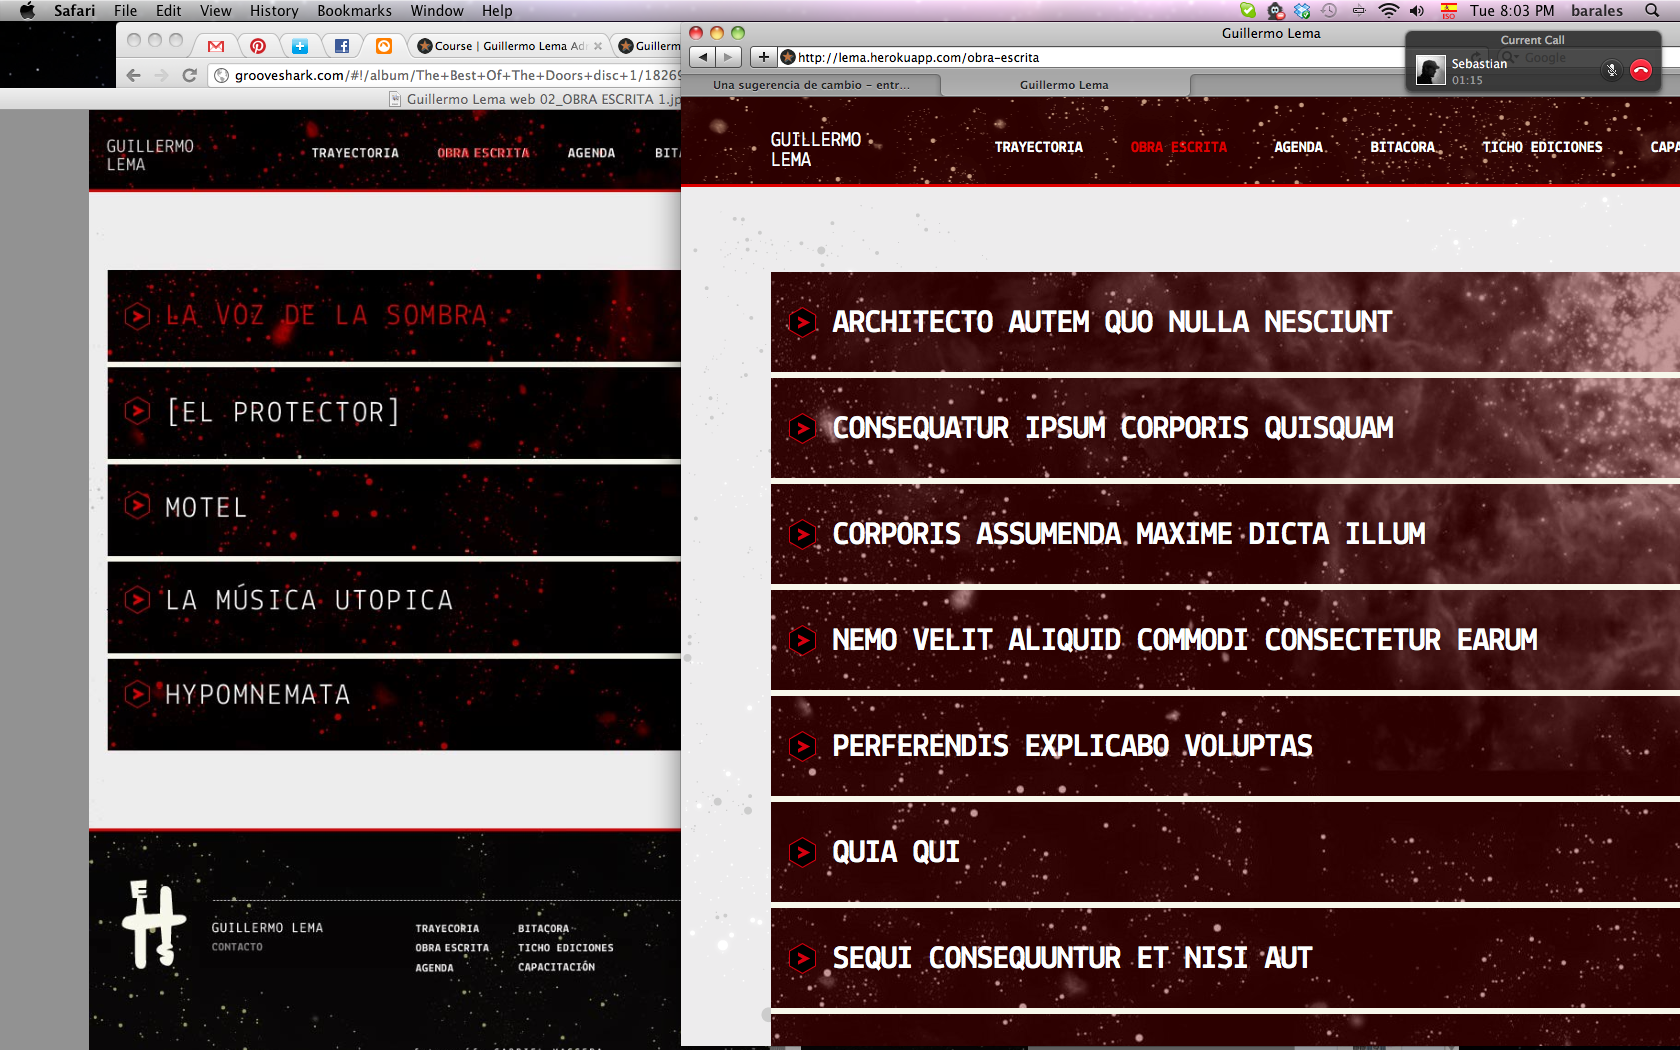 Safari File Edit View History Bookmarks Window Help
ISO Tue 8:03 PM barales
Course | Guillermo Lema Adm
Guillerm
grooveshark.com/#!/album/The+Best+Of+The+Doors+disc+1/18269
Guillermo Lema web 02_OBRA ESCRITA 1.jp
GUILLERMO
LEMA
TRAYECTORIA OBRA ESCRITA AGENDA BIT
LA VOZ DE LA SOMBRA
[EL PROTECTOR]
MOTEL
LA MÚSICA UTOPICA
HYPOMNEMATA
GUILLERMO LEMA
CONTACTO
TRAYECORIA BITACORA
OBRA ESCRITA TICHO EDICIONES
AGENDA CAPACITACIÓN
Guillermo Lema
http://lema.herokuapp.com/obra-escrita
Google
Una sugerencia de cambio – entr...
Guillermo Lema
Current Call
Sebastian
01:15
GUILLERMO
LEMA
TRAYECTORIA OBRA ESCRITA AGENDA BITACORA TICHO EDICIONES CAPA
ARCHITECTO AUTEM QUO NULLA NESCIUNT
CONSEQUATUR IPSUM CORPORIS QUISQUAM
CORPORIS ASSUMENDA MAXIME DICTA ILLUM
NEMO VELIT ALIQUID COMMODI CONSECTETUR EARUM
PERFERENDIS EXPLICABO VOLUPTAS
QUIA QUI
SEQUI CONSEQUUNTUR ET NISI AUT